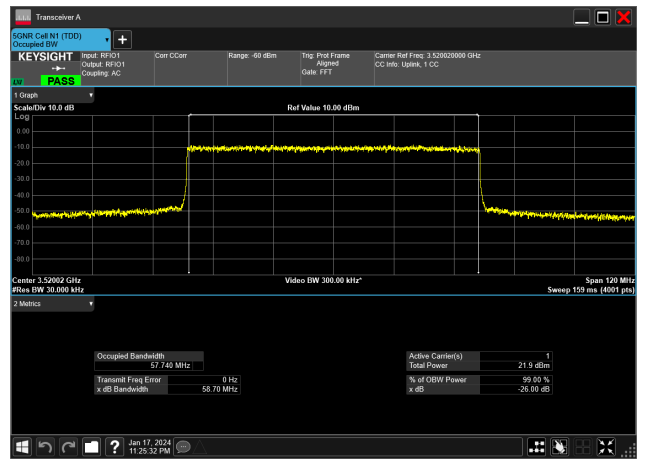 Transceiver A
5GNR Cell N1 (TDD)
Occupied BW
KEYSIGHT
Input: RFIO1
Output: RFIO1
Coupling: AC
Corr CCorr
Range: -60 dBm
Trig: Prot Frame
Aligned
Gate: FFT
Carrier Ref Freq: 3.520020000 GHz
CC Info: Uplink, 1 CC
LW
PASS
1 Graph
Scale/Div 10.0 dB
Ref Value 10.00 dBm
Log
0.00
-10.0
-20.0
-30.0
-40.0
-50.0
-60.0
-70.0
-80.0
Center 3.52002 GHz
Video BW 300.00 kHz*
Span 120 MHz
#Res BW 30.000 kHz
Sweep 159 ms (4001 pts)
2 Metrics
Occupied Bandwidth
57.740 MHz
Active Carrier(s) 1
Total Power 21.9 dBm
Transmit Freq Error 0 Hz
x dB Bandwidth 58.70 MHz
% of OBW Power 99.00 %
x dB -26.00 dB
Jan 17, 2024
11:25:32 PM